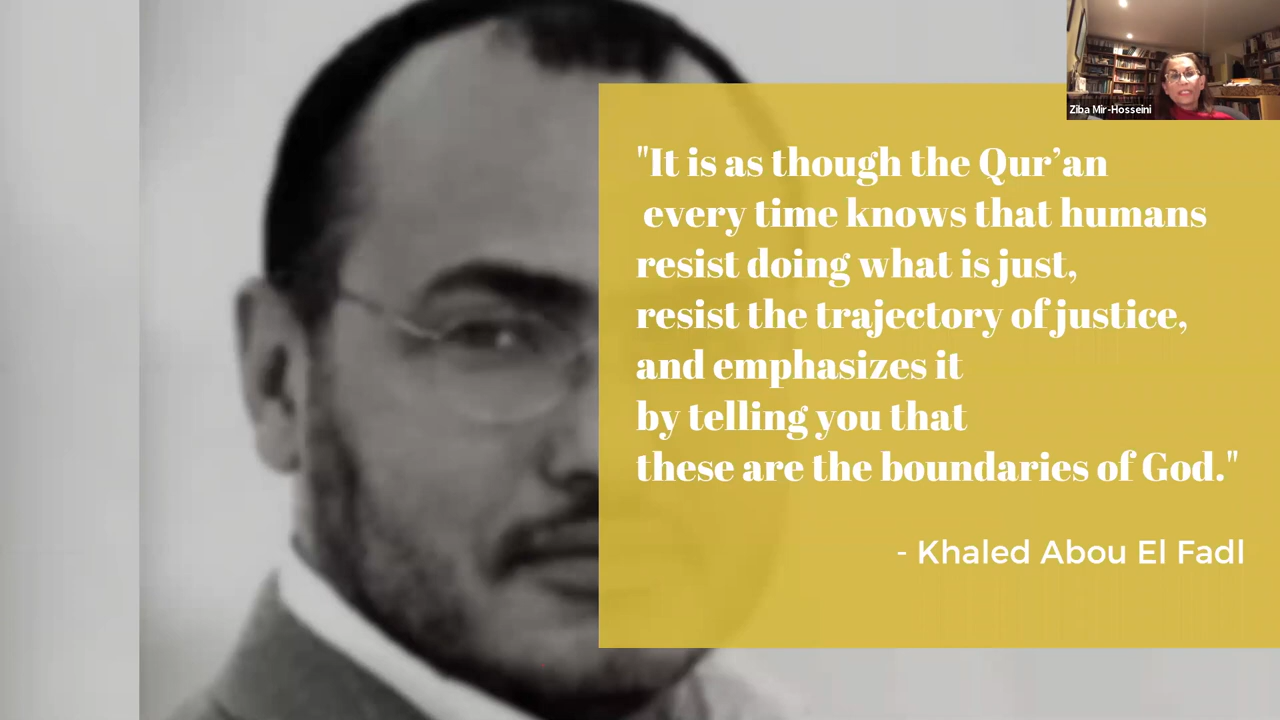 Ziba Mir-Hosseini
"It is as though the Qur’an
every time knows that humans
resist doing what is just,
resist the trajectory of justice,
and emphasizes it
by telling you that
these are the boundaries of God."
- Khaled Abou El Fadl